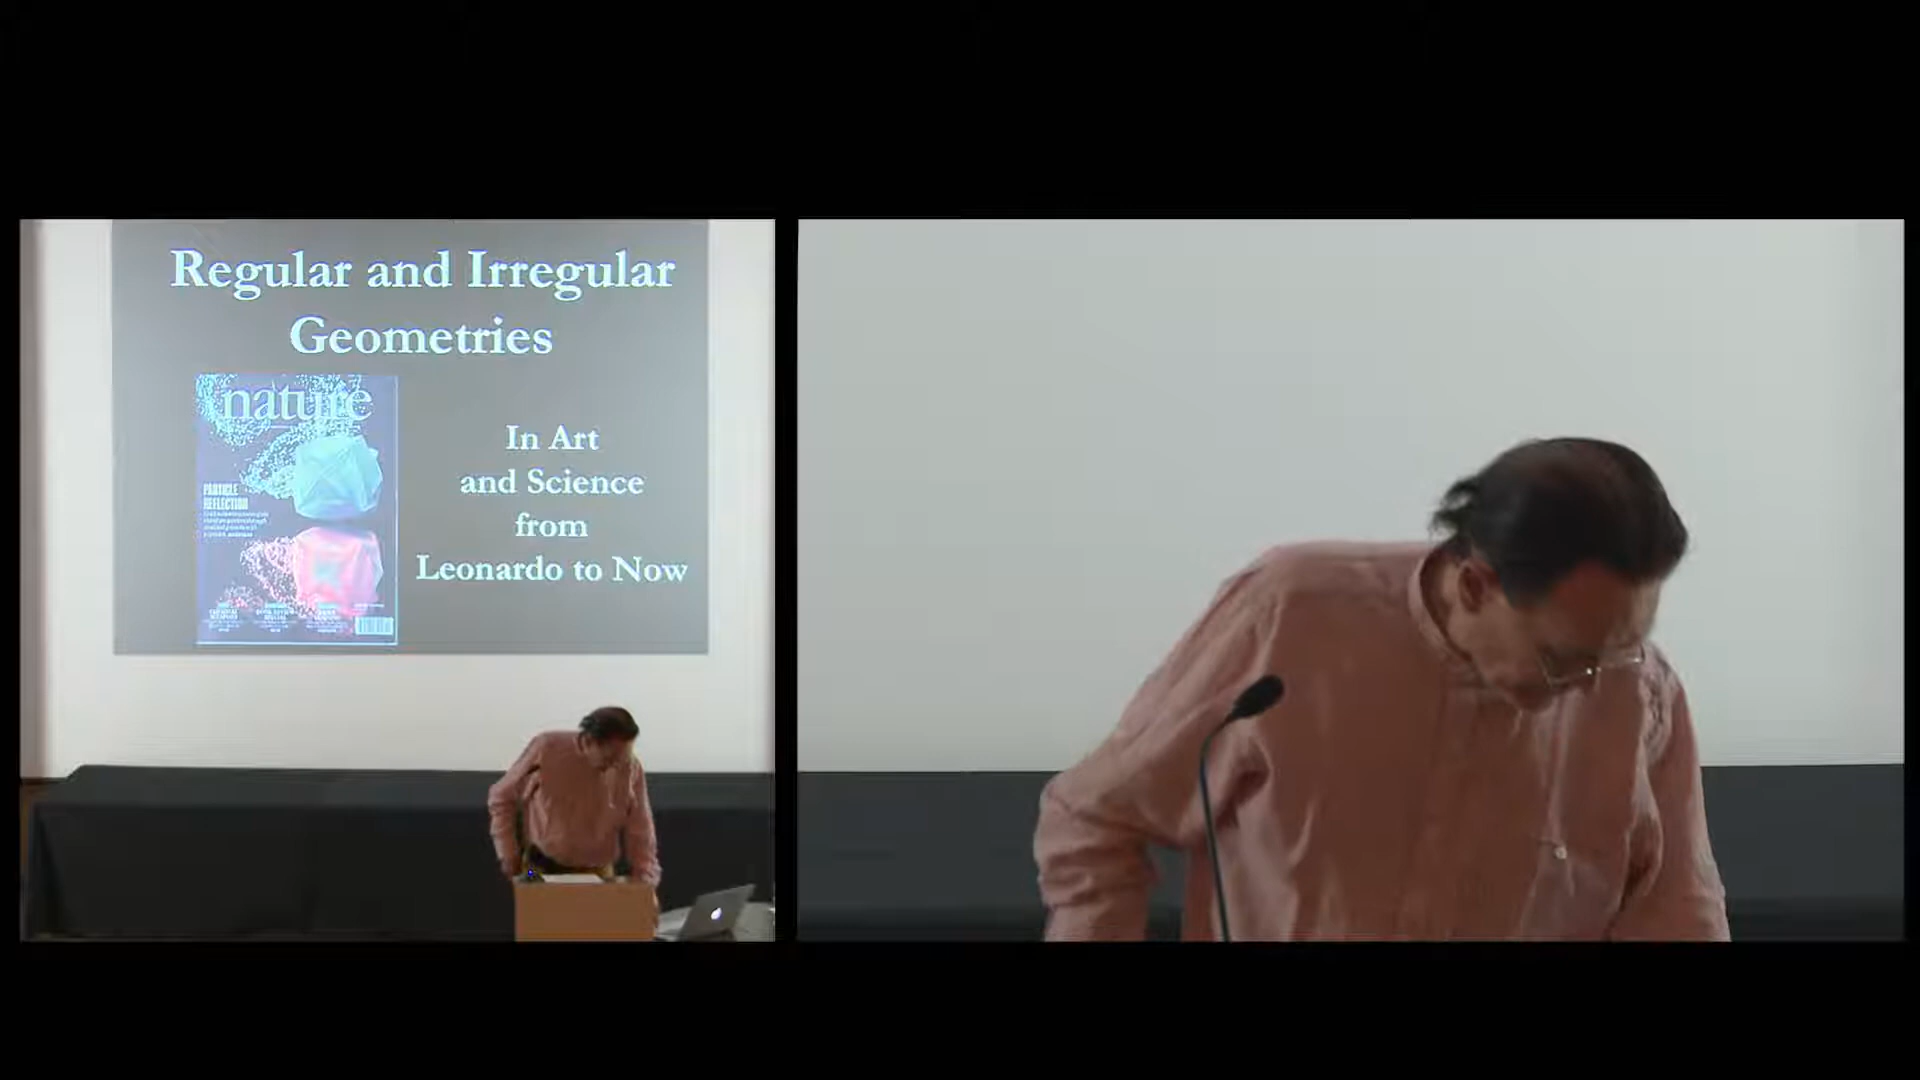 Regular and Irregular
Geometries
nature
PARTICLE
REFLECTION
In Art
and Science
from
Leonardo to Now